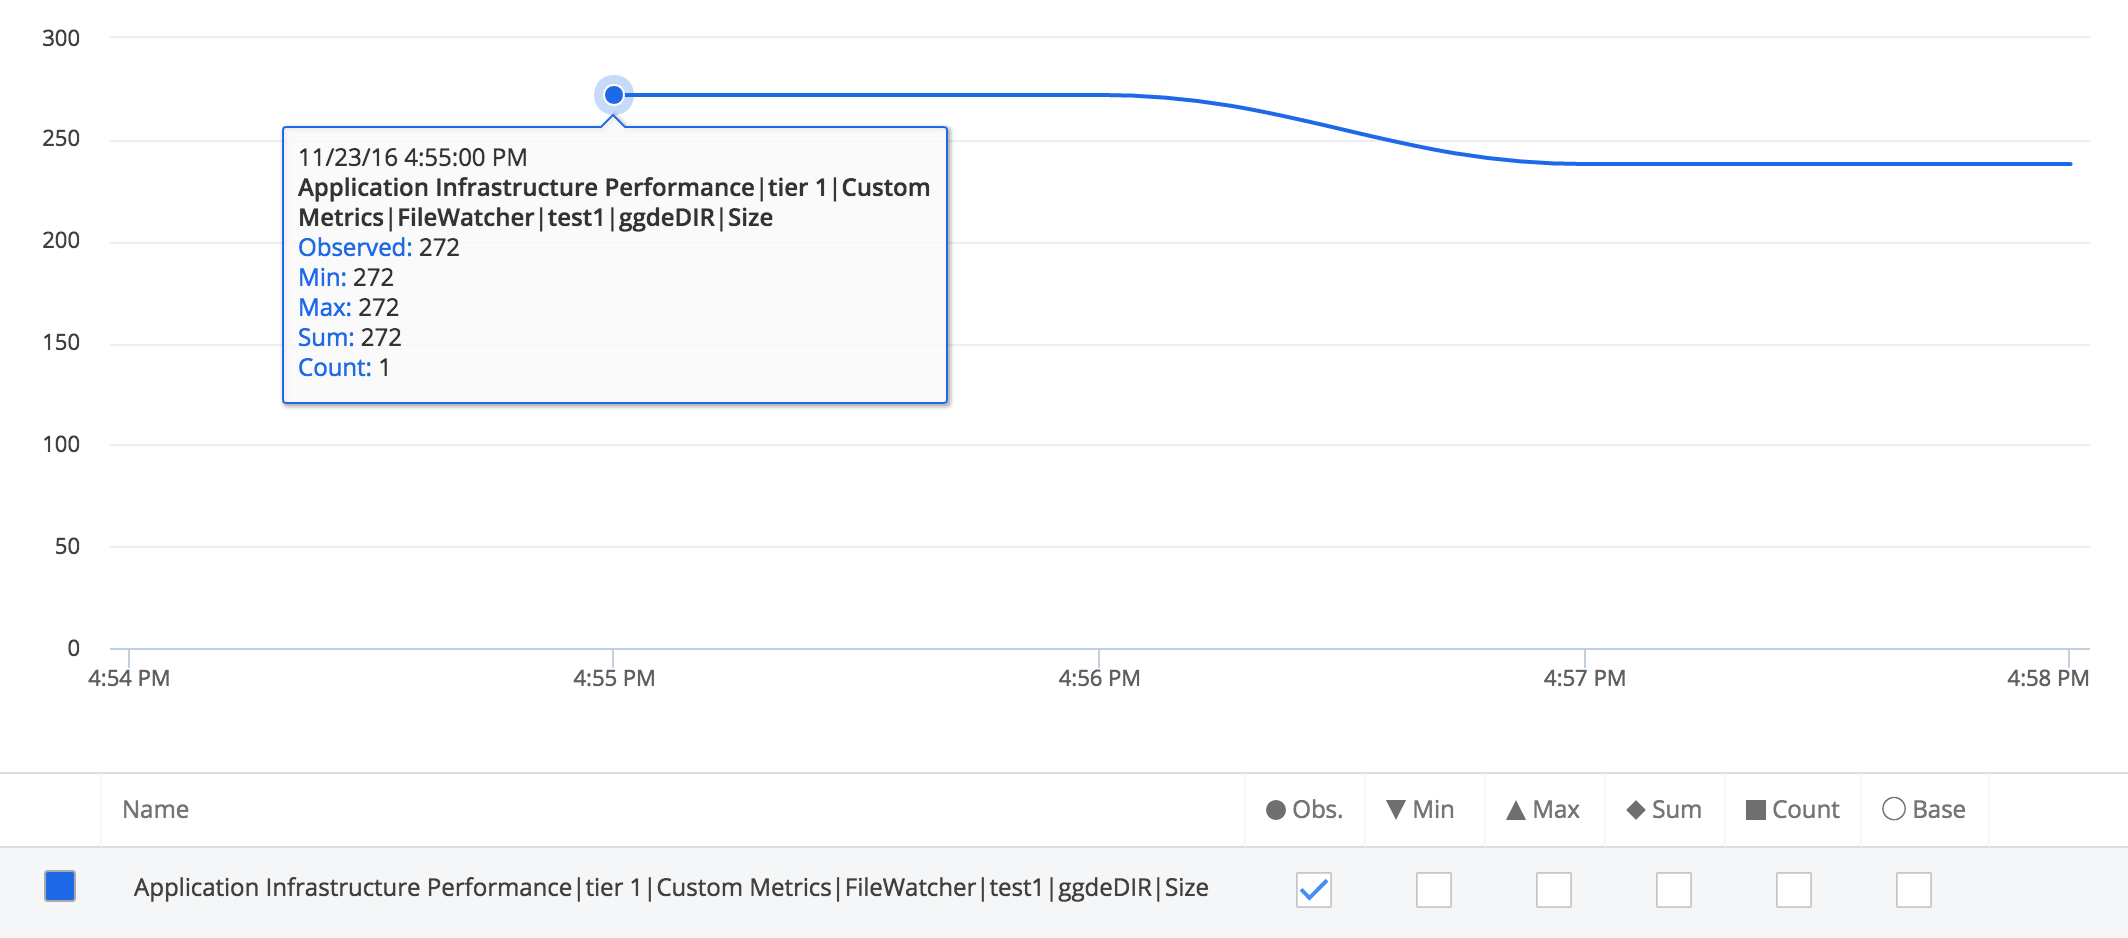 300
250
200
150
100
50
0
11/23/16 4:55:00 PM
Application Infrastructure Performance|tier 1|Custom
Metrics|FileWatcher|test1|ggdeDIR|Size
Observed: 272
Min: 272
Max: 272
Sum: 272
Count: 1
4:54 PM 4:55 PM 4:56 PM 4:57 PM 4:58 PM
Name Obs. Min Max Sum Count Base
Application Infrastructure Performance|tier 1|Custom Metrics|FileWatcher|test1|ggdeDIR|Size